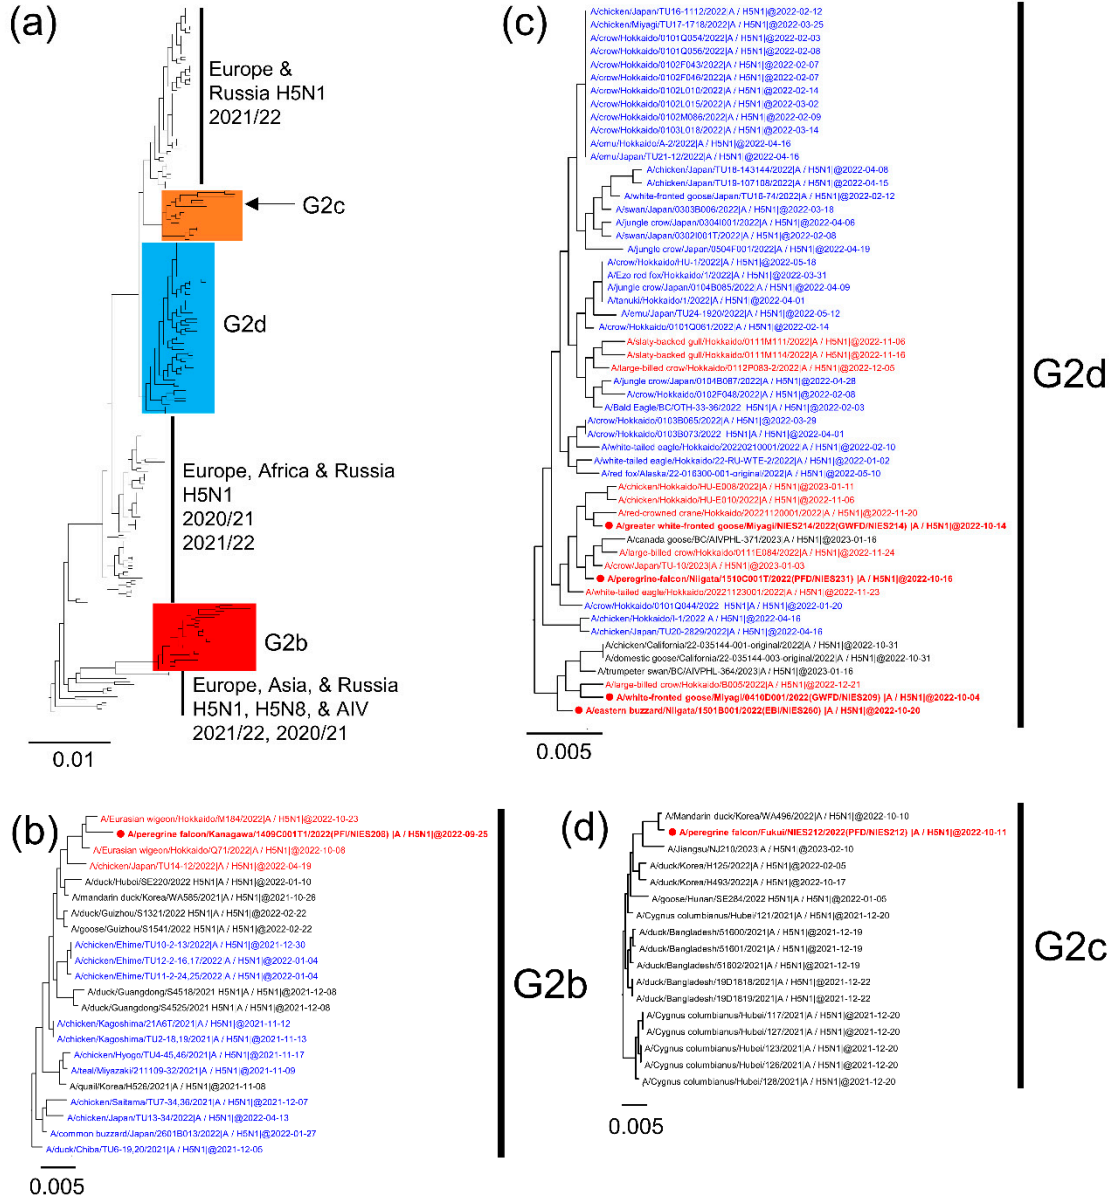 (a)
Europe &
Russia H5N1
2021/22
G2c
G2d
Europe, Africa & Russia
H5N1
2020/21
2021/22
G2b
Europe, Asia, & Russia
H5N1, H5N8, & AIV
2021/22, 2020/21
0.01
(c)
A/chicken/Japan/TU16-1112/2022|A / H5N1|@2022-02-12
A/chicken/Miyagi/TU17-1718/2022|A / H5N1|@2022-03-25
A/crow/Hokkaido/0101Q054/2022|A / H5N1|@2022-02-03
A/crow/Hokkaido/0101Q056/2022|A / H5N1|@2022-02-08
A/crow/Hokkaido/0102F043/2022|A / H5N1|@2022-02-07
A/crow/Hokkaido/0102F046/2022|A / H5N1|@2022-02-07
A/crow/Hokkaido/0102L010/2022|A / H5N1|@2022-02-14
A/crow/Hokkaido/0102L015/2022|A / H5N1|@2022-03-02
A/crow/Hokkaido/0102M086/2022|A / H5N1|@2022-02-09
A/crow/Hokkaido/0103L018/2022|A / H5N1|@2022-03-14
A/emu/Hokkaido/A-2/2022|A / H5N1|@2022-04-16
A/emu/Japan/TU21-12/2022|A / H5N1|@2022-04-16
A/chicken/Japan/TU18-143144/2022|A / H5N1|@2022-04-08
A/chicken/Japan/TU19-107108/2022|A / H5N1|@2022-04-15
A/white-fronted goose/Japan/TU16-74/2022|A / H5N1|@2022-02-12
A/swan/Japan/0303B006/2022|A / H5N1|@2022-03-18
A/jungle crow/Japan/0304I001/2022|A / H5N1|@2022-04-06
A/swan/Japan/0302I001T/2022|A / H5N1|@2022-02-08
A/jungle crow/Japan/0504F001/2022|A / H5N1|@2022-04-19
A/crow/Hokkaido/HU-1/2022|A / H5N1|@2022-05-18
A/Ezo red fox/Hokkaido/1/2022|A / H5N1|@2022-03-31
A/jungle crow/Japan/0104B085/2022|A / H5N1|@2022-04-09
A/tanuki/Hokkaido/1/2022|A / H5N1|@2022-04-01
A/emu/Japan/TU24-1920/2022|A / H5N1|@2022-05-12
A/crow/Hokkaido/0101Q061/2022|A / H5N1|@2022-02-14
A/slaty-backed gull/Hokkaido/0111M111/2022|A / H5N1|@2022-11-06
A/slaty-backed gull/Hokkaido/0111M114/2022|A / H5N1|@2022-11-16
A/large-billed crow/Hokkaido/0112P083-2/2022|A / H5N1|@2022-12-05
A/jungle crow/Japan/0104B087/2022|A / H5N1|@2022-04-28
A/crow/Hokkaido/0102F048/2022|A / H5N1|@2022-02-08
A/Bald Eagle/BC/OTH-33-36/2022 H5N1|A / H5N1|@2022-02-03
A/crow/Hokkaido/0103B065/2022|A / H5N1|@2022-03-29
A/crow/Hokkaido/0103B073/2022 H5N1|A / H5N1|@2022-04-01
A/white-tailed eagle/Hokkaido/20220210001/2022|A / H5N1|@2022-02-10
A/white-tailed eagle/Hokkaido/22-RU-WTE-2/2022|A / H5N1|@2022-01-02
A/red fox/Alaska/22-016300-001-original/2022|A / H5N1|@2022-05-10
A/chicken/Hokkaido/HU-E008/2022|A / H5N1|@2023-01-11
A/chicken/Hokkaido/HU-E010/2022|A / H5N1|@2022-11-06
A/red-crowned crane/Hokkaido/20221120001/2022|A / H5N1|@2022-11-20
A/greater white-fronted goose/Miyagi/NIES214/2022(GWFD/NIES214) |A / H5N1|@2022-10-14
A/canada goose/BC/AIVPHL-371/2023|A / H5N1|@2023-01-16
A/large-billed crow/Hokkaido/0111E084/2022|A / H5N1|@2022-11-24
A/crow/Japan/TU-10/2023|A / H5N1|@2023-01-03
A/peregrine-falcon/Niigata/1510C001T/2022(PFD/NIES231) |A / H5N1|@2022-10-16
A/white-tailed eagle/Hokkaido/20221123001/2022|A / H5N1|@2022-11-23
A/crow/Hokkaido/0101Q044/2022 H5N1|A / H5N1|@2022-01-20
A/chicken/Hokkaido/I-1/2022 A / H5N1|@2022-04-16
A/chicken/Japan/TU20-2829/2022|A / H5N1|@2022-04-16
A/chicken/California/22-035144-001-original/2022|A / H5N1|@2022-10-31
A/domestic goose/California/22-035144-003-original/2022|A / H5N1|@2022-10-31
A/trumpeter swan/BC/AIVPHL-364/2023|A / H5N1|@2023-01-16
A/large-billed crow/Hokkaido/B005/2022|A / H5N1|@2022-12-21
A/white-fronted goose/Miyagi/0410D001/2022(GWFD/NIES209) |A / H5N1|@2022-10-04
A/eastern buzzard/Niigata/1501B001/2022(EBI/NIES260) |A / H5N1|@2022-10-20
0.005
G2d
(b)
A/Eurasian wigeon/Hokkaido/M184/2022|A / H5N1|@2022-10-23
A/peregrine falcon/Kanagawa/1409C001T1/2022(PFI/NIES208) |A / H5N1|@2022-09-25
A/Eurasian wigeon/Hokkaido/Q71/2022|A / H5N1|@2022-10-06
A/chicken/Japan/TU14-12/2022|A / H5N1|@2022-04-19
A/duck/Hubei/SE220/2022 H5N1|A / H5N1|@2022-01-10
A/mandarin duck/Korea/WA585/2021|A / H5N1|@2021-10-26
A/duck/Guizhou/S1321/2022 H5N1|A / H5N1|@2022-02-22
A/goose/Guizhou/S1541/2022 H5N1|A / H5N1|@2022-02-22
A/chicken/Ehime/TU10-2-13/2022|A / H5N1|@2021-12-30
A/chicken/Ehime/TU12-2-16,17/2022 A / H5N1|@2022-01-04
A/chicken/Ehime/TU11-2-24,25/2022 A / H5N1|@2022-01-04
A/duck/Guangdong/S4518/2021 H5N1|A / H5N1|@2021-12-08
A/duck/Guangdong/S4525/2021 H5N1|A / H5N1|@2021-12-08
A/chicken/Kagoshima/21A6T/2021|A / H5N1|@2021-11-12
A/chicken/Kagoshima/TU2-18,19/2021|A / H5N1|@2021-11-13
A/chicken/Hyogo/TU4-45,46/2021|A / H5N1|@2021-11-17
A/teal/Miyazaki/211109-32/2021|A / H5N1|@2021-11-09
A/quail/Korea/H526/2021|A / H5N1|@2021-11-08
A/chicken/Saitama/TU7-34,36/2021|A / H5N1|@2021-12-07
A/chicken/Japan/TU13-34/2022|A / H5N1|@2022-04-13
A/common buzzard/Japan/2601B013/2022|A / H5N1|@2022-01-27
A/duck/Chiba/TU6-19,20/2021|A / H5N1|@2021-12-05
0.005
G2b
(d)
A/Mandarin duck/Korea/WA496/2022|A / H5N1|@2022-10-10
A/peregrine falcon/Fukui/NIES212/2022(PFD/NIES212) |A / H5N1|@2022-10-11
A/Jiangsu/NJ210/2023 A / H5N1|@2023-02-10
A/duck/Korea/H125/2022|A / H5N1|@2022-02-05
A/duck/Korea/H493/2022|A / H5N1|@2022-10-17
A/goose/Hunan/SE284/2022 H5N1|A / H5N1|@2022-01-05
A/Cygnus columbianus/Hubei/121/2021|A / H5N1|@2021-12-20
A/duck/Bangladesh/51600/2021|A / H5N1|@2021-12-19
A/duck/Bangladesh/51601/2021|A / H5N1|@2021-12-19
A/duck/Bangladesh/51602/2021|A / H5N1|@2021-12-19
A/duck/Bangladesh/19D1818/2021|A / H5N1|@2021-12-22
A/duck/Bangladesh/19D1819/2021|A / H5N1|@2021-12-22
A/Cygnus columbianus/Hubei/117/2021|A / H5N1|@2021-12-20
A/Cygnus columbianus/Hubei/127/2021|A / H5N1|@2021-12-20
A/Cygnus columbianus/Hubei/123/2021|A / H5N1|@2021-12-20
A/Cygnus columbianus/Hubei/126/2021|A / H5N1|@2021-12-20
A/Cygnus columbianus/Hubei/128/2021|A / H5N1|@2021-12-20
0.005
G2c